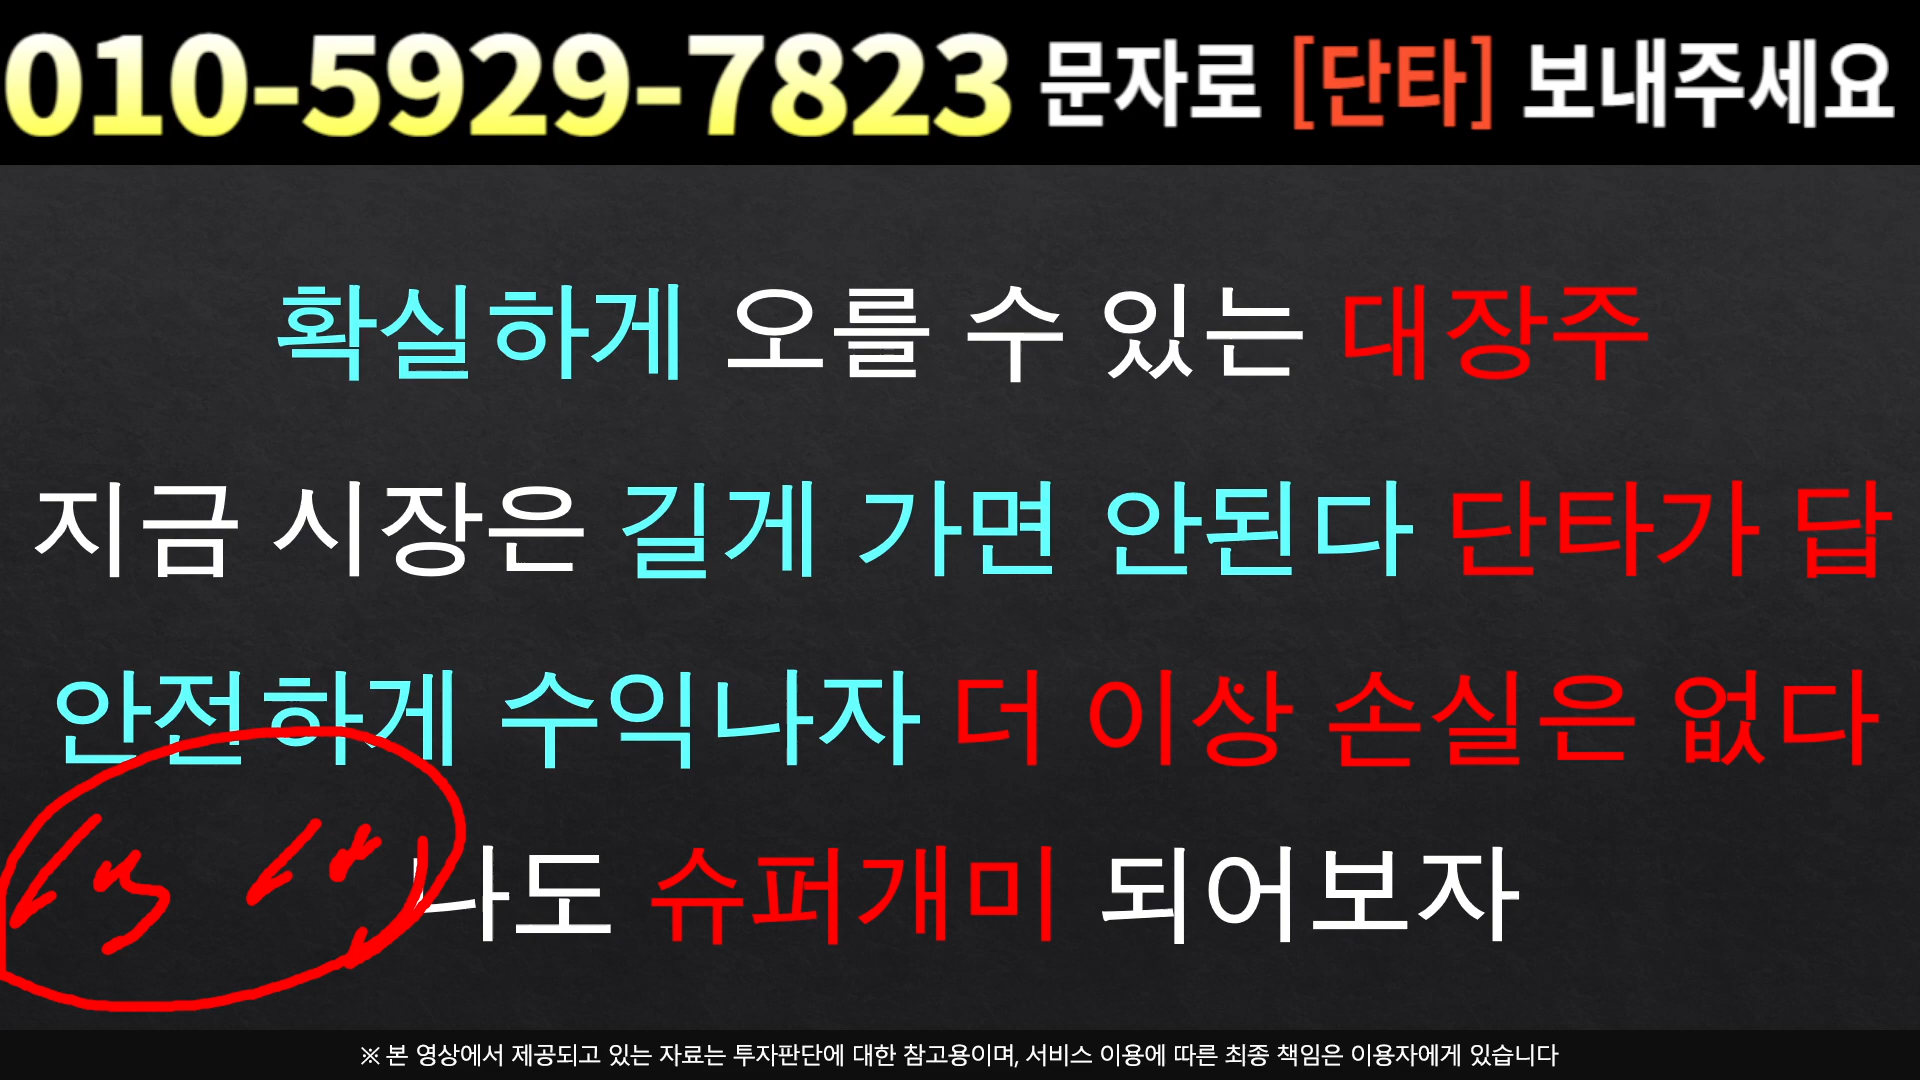 010-5929-7823 문자로 [단타] 보내주세요
확실하게 오를 수 있는 대장주
지금 시장은 길게 가면 안된다 단타가 답
안전하게 수익나자 더 이상 손실은 없다
나도 슈퍼개미 되어보자
※ 본 영상에서 제공되고 있는 자료는 투자판단에 대한 참고용이며, 서비스 이용에 따른 최종 책임은 이용자에게 있습니다